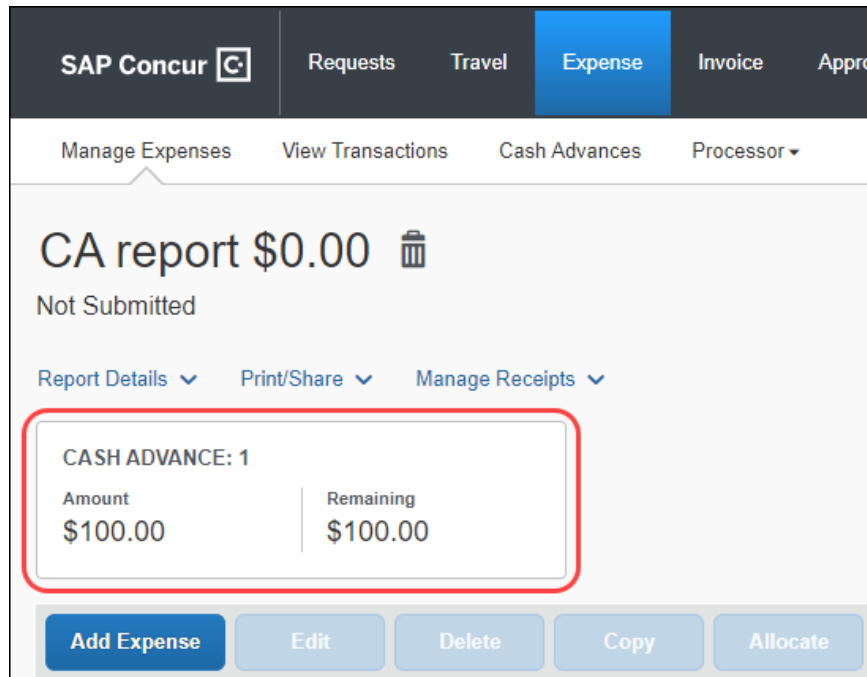 SAP Concur C Requests Travel Expense Invoice Appro
Manage Expenses View Transactions Cash Advances Processor
CA report $0.00
Not Submitted
Report Details Print/Share Manage Receipts
CASH ADVANCE: 1
Amount Remaining
$100.00 $100.00
Add Expense Edit Delete Copy Allocate